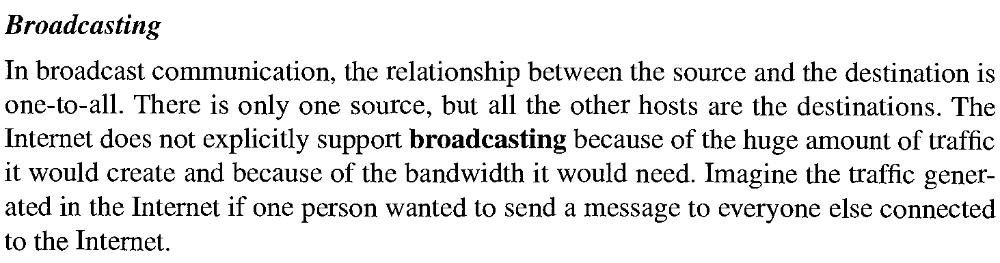 Broadcasting
In broadcast communication, the relationship between the source and the destination is
one-to-all. There is only one source, but all the other hosts are the destinations. The
Internet does not explicitly support broadcasting because of the huge amount of traffic
it would create and because of the bandwidth it would need. Imagine the traffic gener-
ated in the Internet if one person wanted to send a message to everyone else connected
to the Internet.